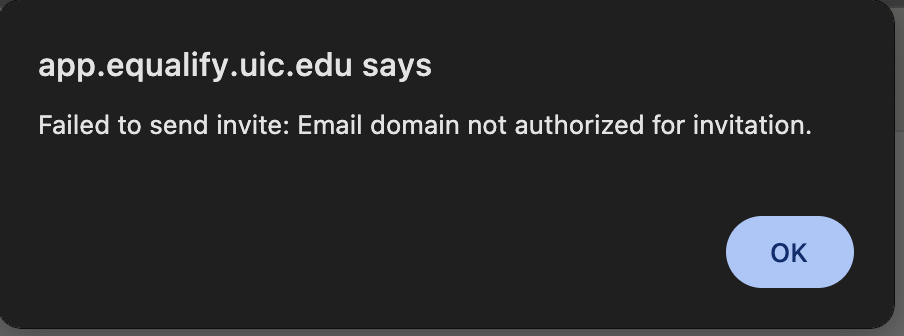 app.equalify.uic.edu says
Failed to send invite: Email domain not authorized for invitation.
OK